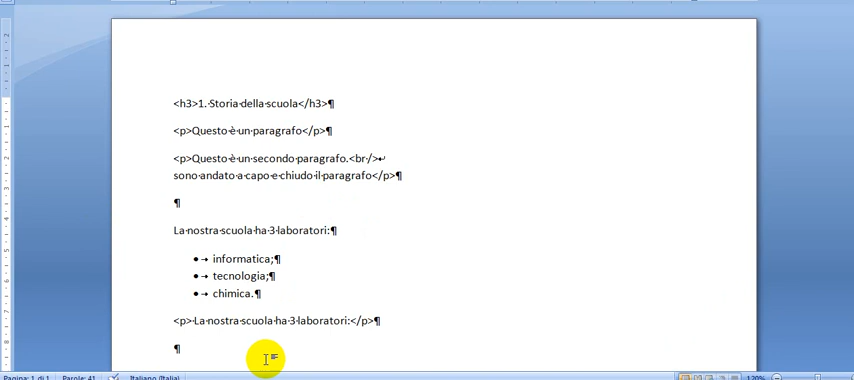 <h3>1. Storia della scuola</h3>¶
<p>Questo è un paragrafo</p>¶
<p>Questo è un secondo paragrafo.<br />↵
sono andato a capo e chiudo il paragrafo</p>¶
¶
La nostra scuola ha 3 laboratori:¶
• → informatica;¶
• → tecnologia;¶
• → chimica.¶
<p> La nostra scuola ha 3 laboratori:</p>¶
¶
Pagina: 1 di 1 Parole: 41 Italiano (Italia) 120%